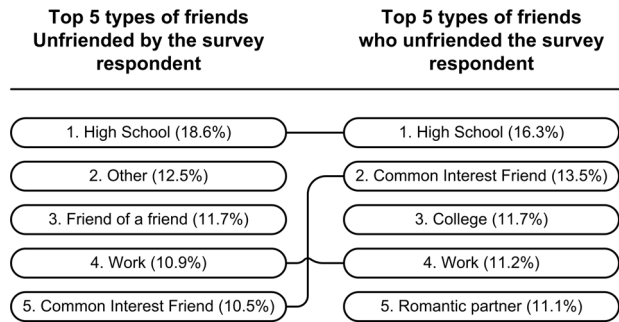 Top 5 types of friends
Unfriended by the survey
respondent
Top 5 types of friends
who unfriended the survey
respondent
1. High School (18.6%)
1. High School (16.3%)
2. Other (12.5%)
2. Common Interest Friend (13.5%)
3. Friend of a friend (11.7%)
3. College (11.7%)
4. Work (10.9%)
4. Work (11.2%)
5. Common Interest Friend (10.5%)
5. Romantic partner (11.1%)